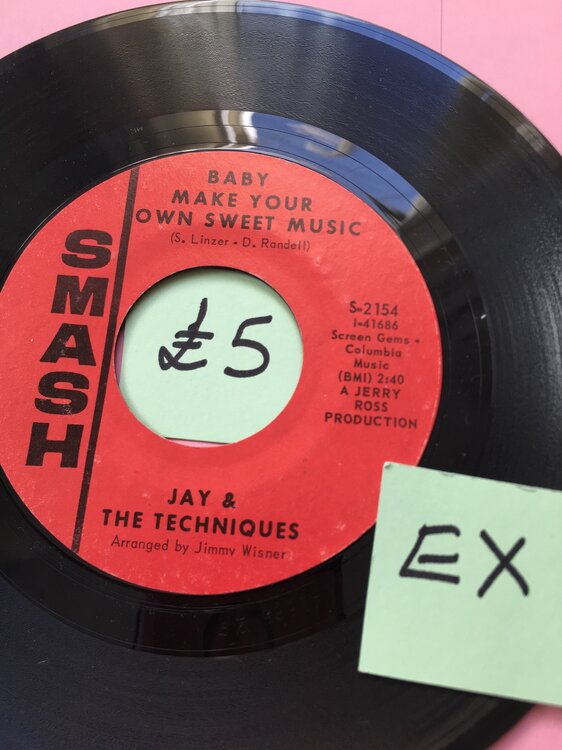 BABY
MAKE YOUR
OWN SWEET MUSIC
(S. Linzer - D. Randell)
SMASH
£5
S-2154
1-41686
Screen Gems -
Columbia
Music
(BMI) 2:40
A JERRY
ROSS
PRODUCTION
JAY &
THE TECHNIQUES
Arranged by Jimmy Wisner
EX